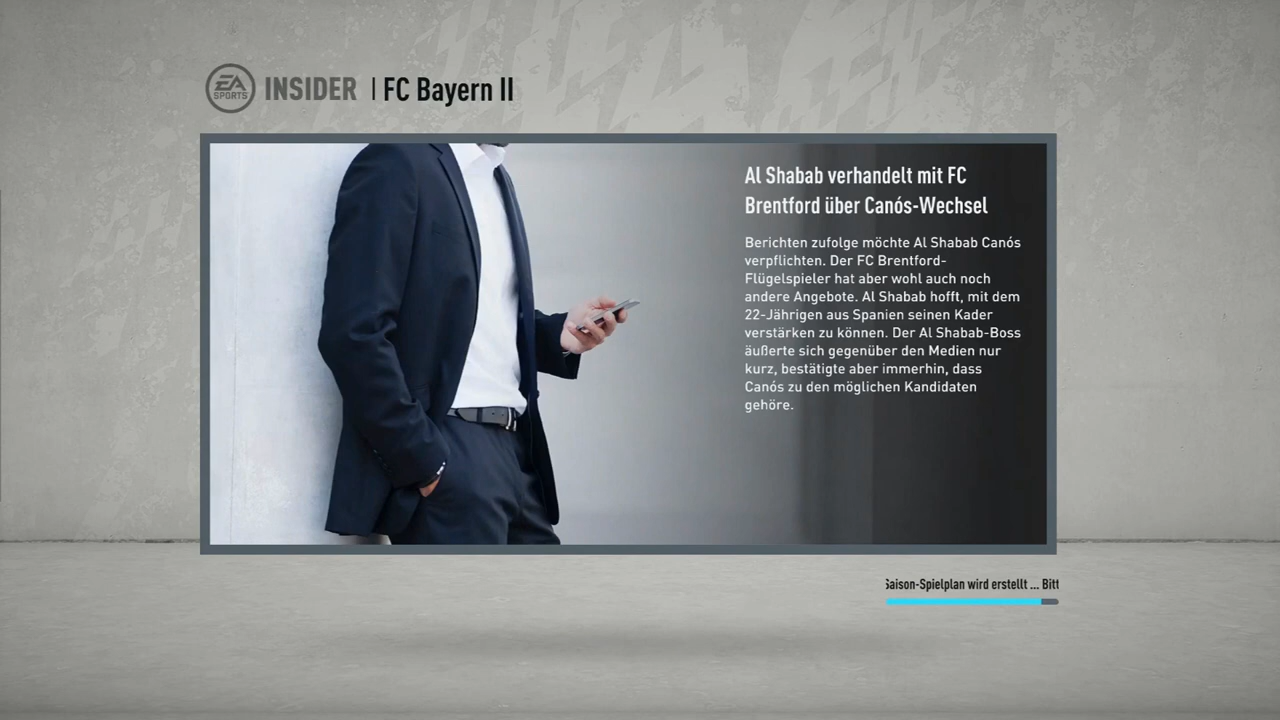 EA
SPORTS
INSIDER | FC Bayern II
Al Shabab verhandelt mit FC
Brentford über Canós-Wechsel
Berichten zufolge möchte Al Shabab Canós
verpflichten. Der FC Brentford-
Flügelspieler hat aber wohl auch noch
andere Angebote. Al Shabab hofft, mit dem
22-Jährigen aus Spanien seinen Kader
verstärken zu können. Der Al Shabab-Boss
äußerte sich gegenüber den Medien nur
kurz, bestätigte aber immerhin, dass
Canós zu den möglichen Kandidaten
gehöre.
Saison-Spielplan wird erstellt ... Bitt